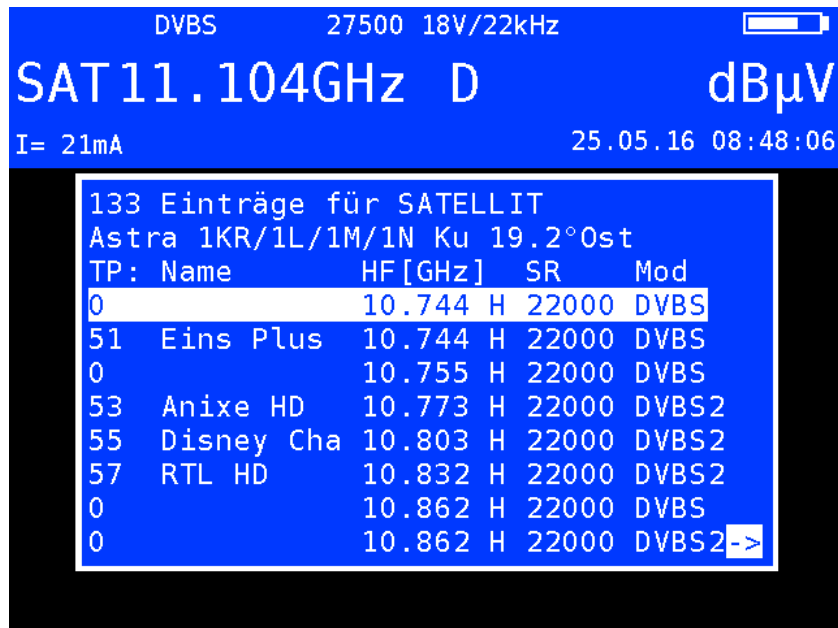 DVBS 27500 18V/22kHz
SAT11.104GHz D dBµV
I= 21mA 25.05.16 08:48:06
133 Einträge für SATELLIT
Astra 1KR/1L/1M/1N Ku 19.2°Ost
TP: Name HF[GHz] SR Mod
0 10.744 H 22000 DVBS
51 Eins Plus 10.744 H 22000 DVBS
0 10.755 H 22000 DVBS
53 Anixe HD 10.773 H 22000 DVBS2
55 Disney Cha 10.803 H 22000 DVBS2
57 RTL HD 10.832 H 22000 DVBS2
0 10.862 H 22000 DVBS
0 10.862 H 22000 DVBS2->